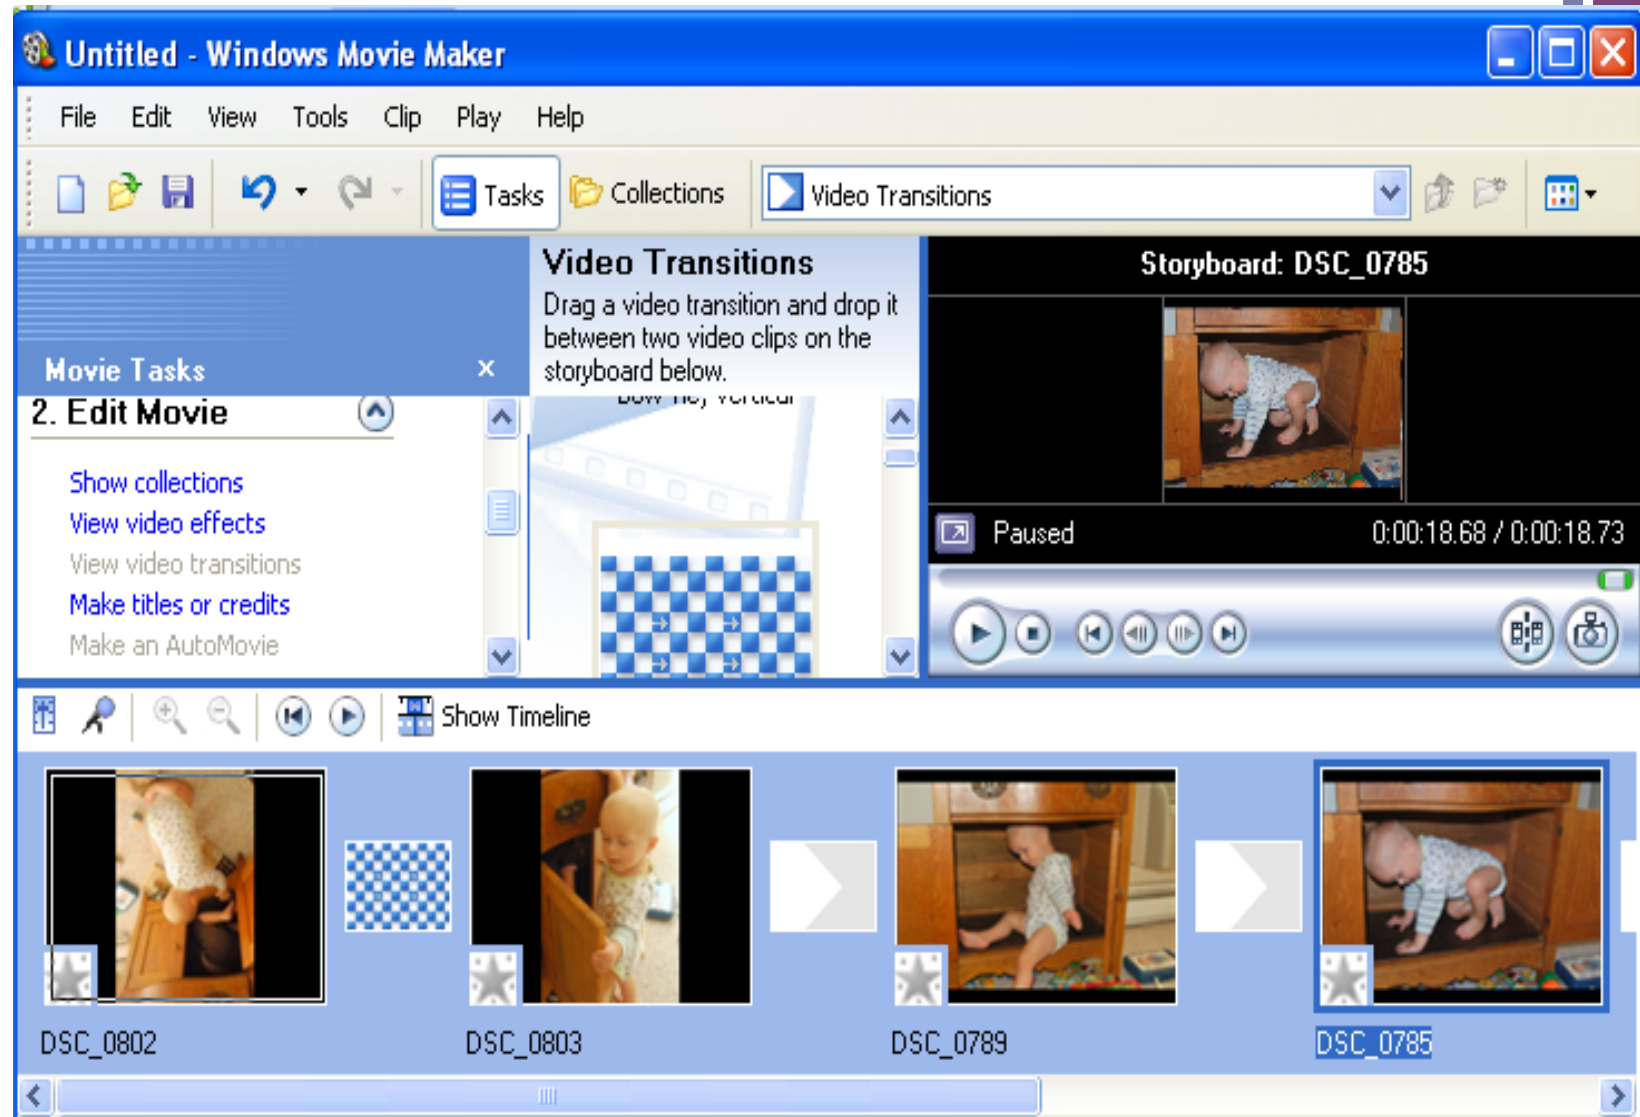 Untitled - Windows Movie Maker
File Edit View Tools Clip Play Help
Tasks Collections Video Transitions
Movie Tasks
2. Edit Movie
Show collections
View video effects
View video transitions
Make titles or credits
Make an AutoMovie
Video Transitions
Drag a video transition and drop it
between two video clips on the
storyboard below.
Storyboard: DSC_0785
Paused 0:00:18.68 / 0:00:18.73
Show Timeline
DSC_0802 DSC_0803 DSC_0789 DSC_0785